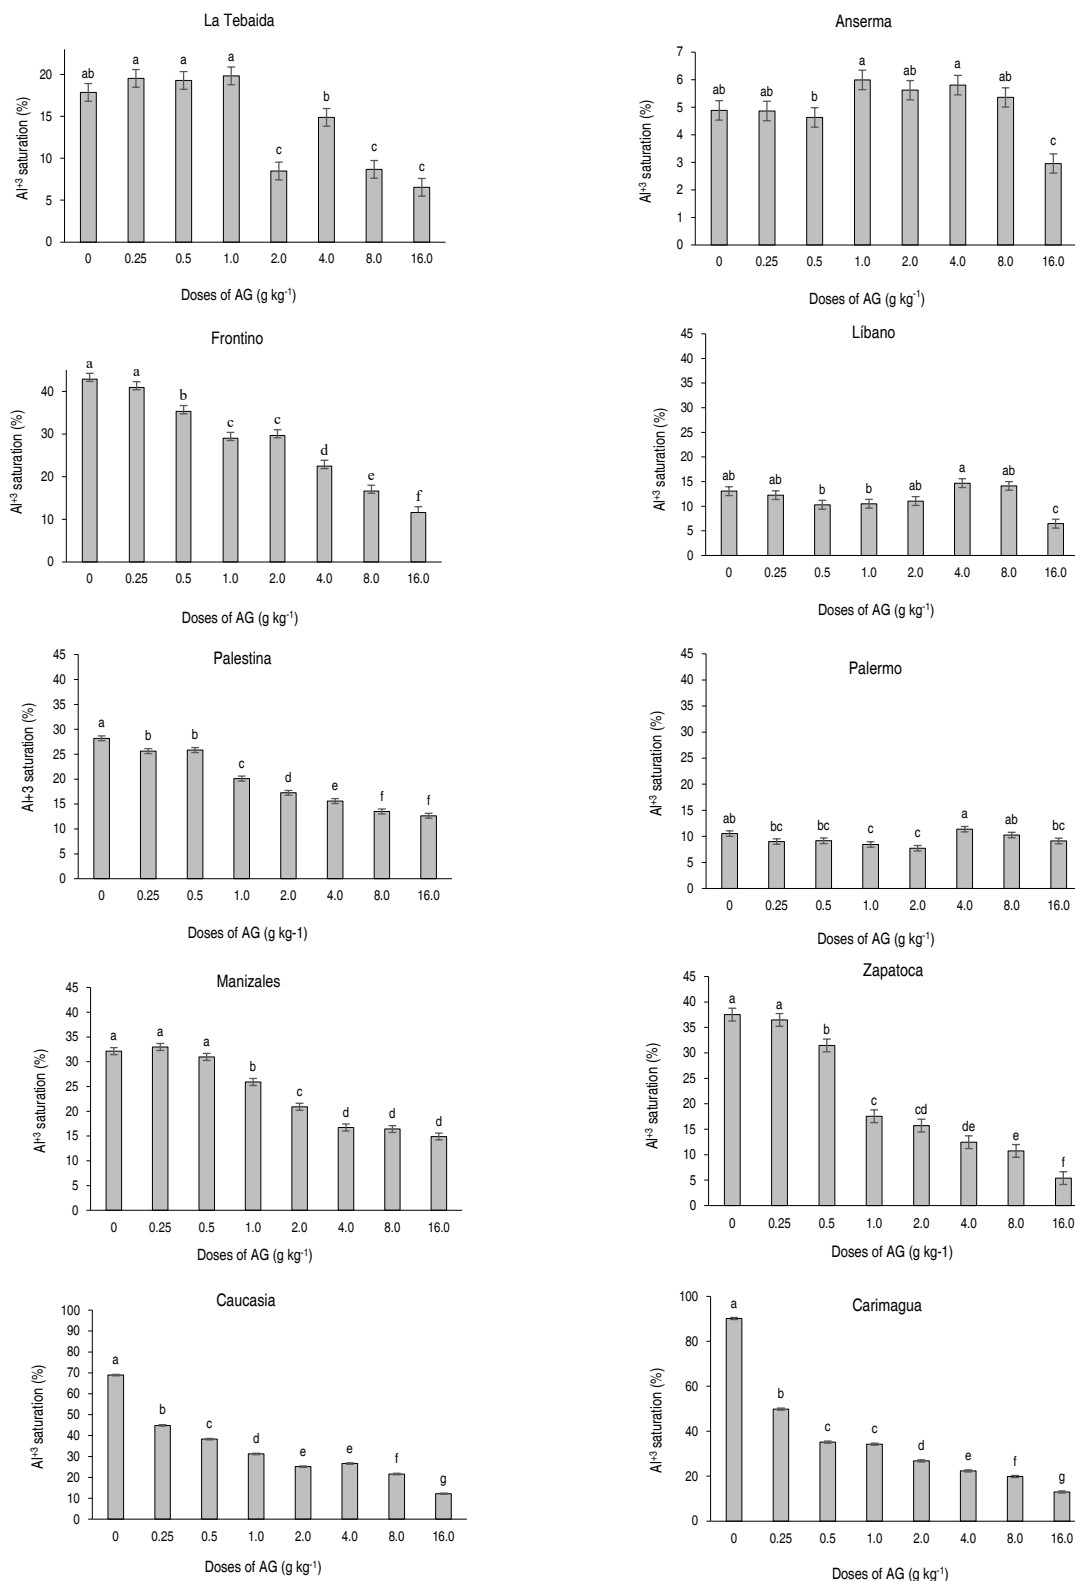 La Tebaida
Al+3 saturation (%)
20
15
10
5
0
ab
a
a
a
c
b
c
c
0 0.25 0.5 1.0 2.0 4.0 8.0 16.0
Doses of AG (g kg-1)
Anserma
Al+3 saturation (%)
7
6
5
4
3
2
1
0
ab
ab
b
a
ab
a
ab
c
0 0.25 0.5 1.0 2.0 4.0 8.0 16.0
Doses of AG (g kg-1)
Frontino
Al+3 saturation (%)
40
30
20
10
0
a
a
b
c
c
d
e
f
0 0.25 0.5 1.0 2.0 4.0 8.0 16.0
Doses of AG (g kg-1)
Líbano
Al+3 saturation (%)
45
40
35
30
25
20
15
10
5
0
ab
ab
b
b
ab
a
ab
c
0 0.25 0.5 1.0 2.0 4.0 8.0 16.0
Doses of AG (g kg-1)
Palestina
Al+3 saturation (%)
45
40
35
30
25
20
15
10
5
0
a
b
b
c
d
e
f
f
0 0.25 0.5 1.0 2.0 4.0 8.0 16.0
Doses of AG (g kg-1)
Palermo
Al+3 saturation (%)
45
40
35
30
25
20
15
10
5
0
ab
bc
bc
c
c
a
ab
bc
0 0.25 0.5 1.0 2.0 4.0 8.0 16.0
Doses of AG (g kg-1)
Manizales
Al+3 saturation (%)
45
40
35
30
25
20
15
10
5
0
a
a
a
b
c
d
d
d
0 0.25 0.5 1.0 2.0 4.0 8.0 16.0
Doses of AG (g kg-1)
Zapatoca
Al+3 saturation (%)
45
40
35
30
25
20
15
10
5
0
a
a
b
c
cd
de
e
f
0 0.25 0.5 1.0 2.0 4.0 8.0 16.0
Doses of AG (g kg-1)
Caucasia
Al+3 saturation (%)
100
90
80
70
60
50
40
30
20
10
0
a
b
c
d
e
e
f
g
0 0.25 0.5 1.0 2.0 4.0 8.0 16.0
Doses of AG (g kg-1)
Carimagua
Al+3 saturation (%)
100
80
60
40
20
0
a
b
c
c
d
e
f
g
0 0.25 0.5 1.0 2.0 4.0 8.0 16.0
Doses of AG (g kg-1)